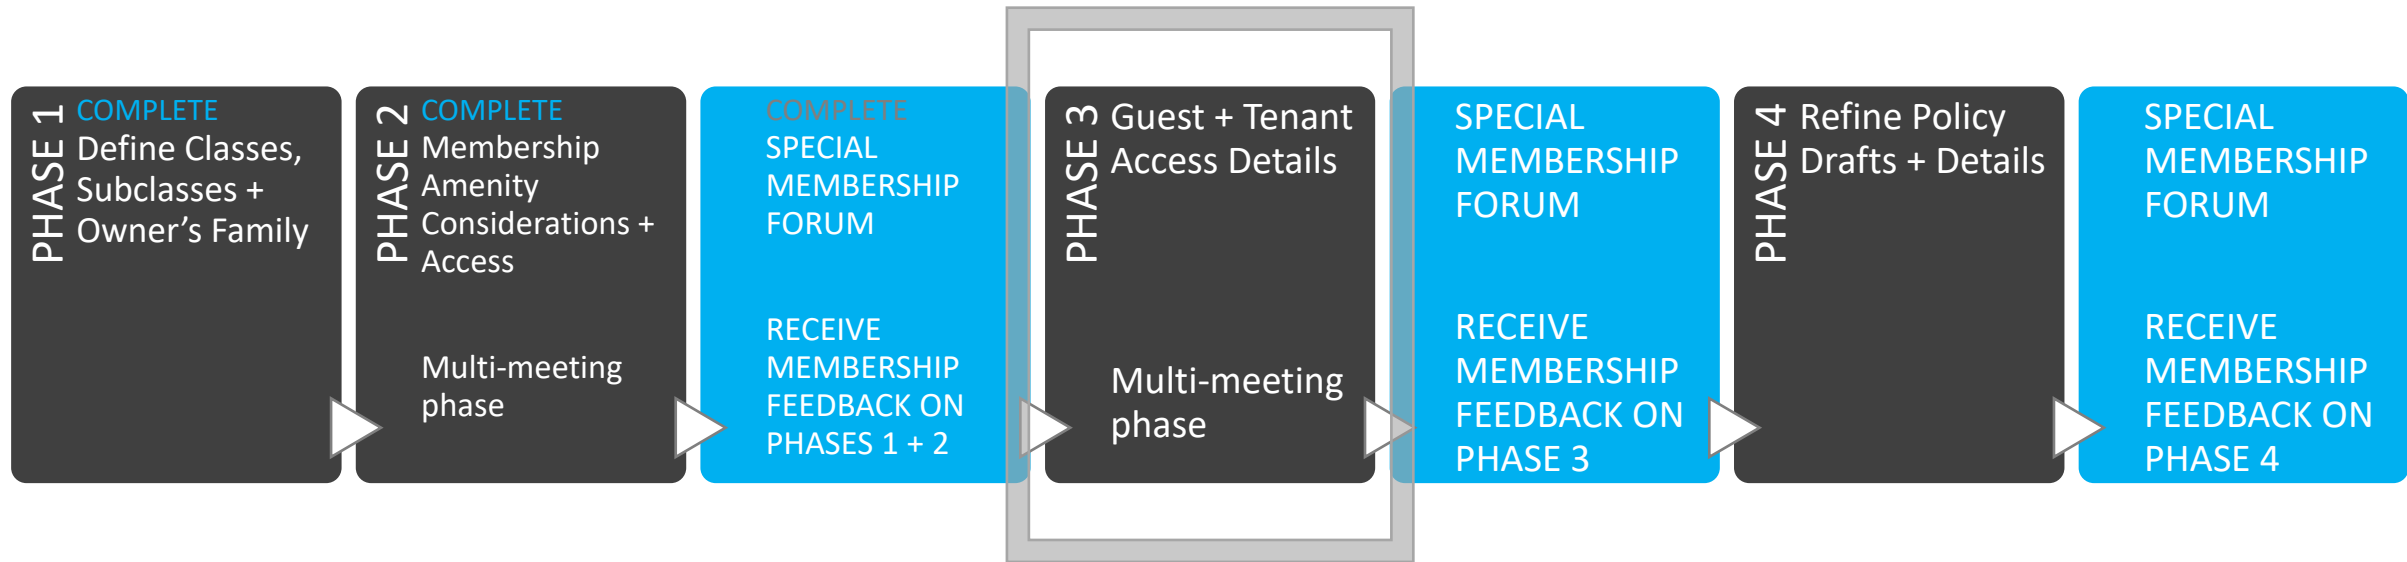 PHASE 1
COMPLETE
Define Classes,
Subclasses +
Owner’s Family
PHASE 2
COMPLETE
Membership
Amenity
Considerations +
Access
Multi-meeting
phase
COMPLETE
SPECIAL
MEMBERSHIP
FORUM
RECEIVE
MEMBERSHIP
FEEDBACK ON
PHASES 1 + 2
PHASE 3
Guest + Tenant
Access Details
Multi-meeting
phase
SPECIAL
MEMBERSHIP
FORUM
RECEIVE
MEMBERSHIP
FEEDBACK ON
PHASE 3
PHASE 4
Refine Policy
Drafts + Details
SPECIAL
MEMBERSHIP
FORUM
RECEIVE
MEMBERSHIP
FEEDBACK ON
PHASE 4